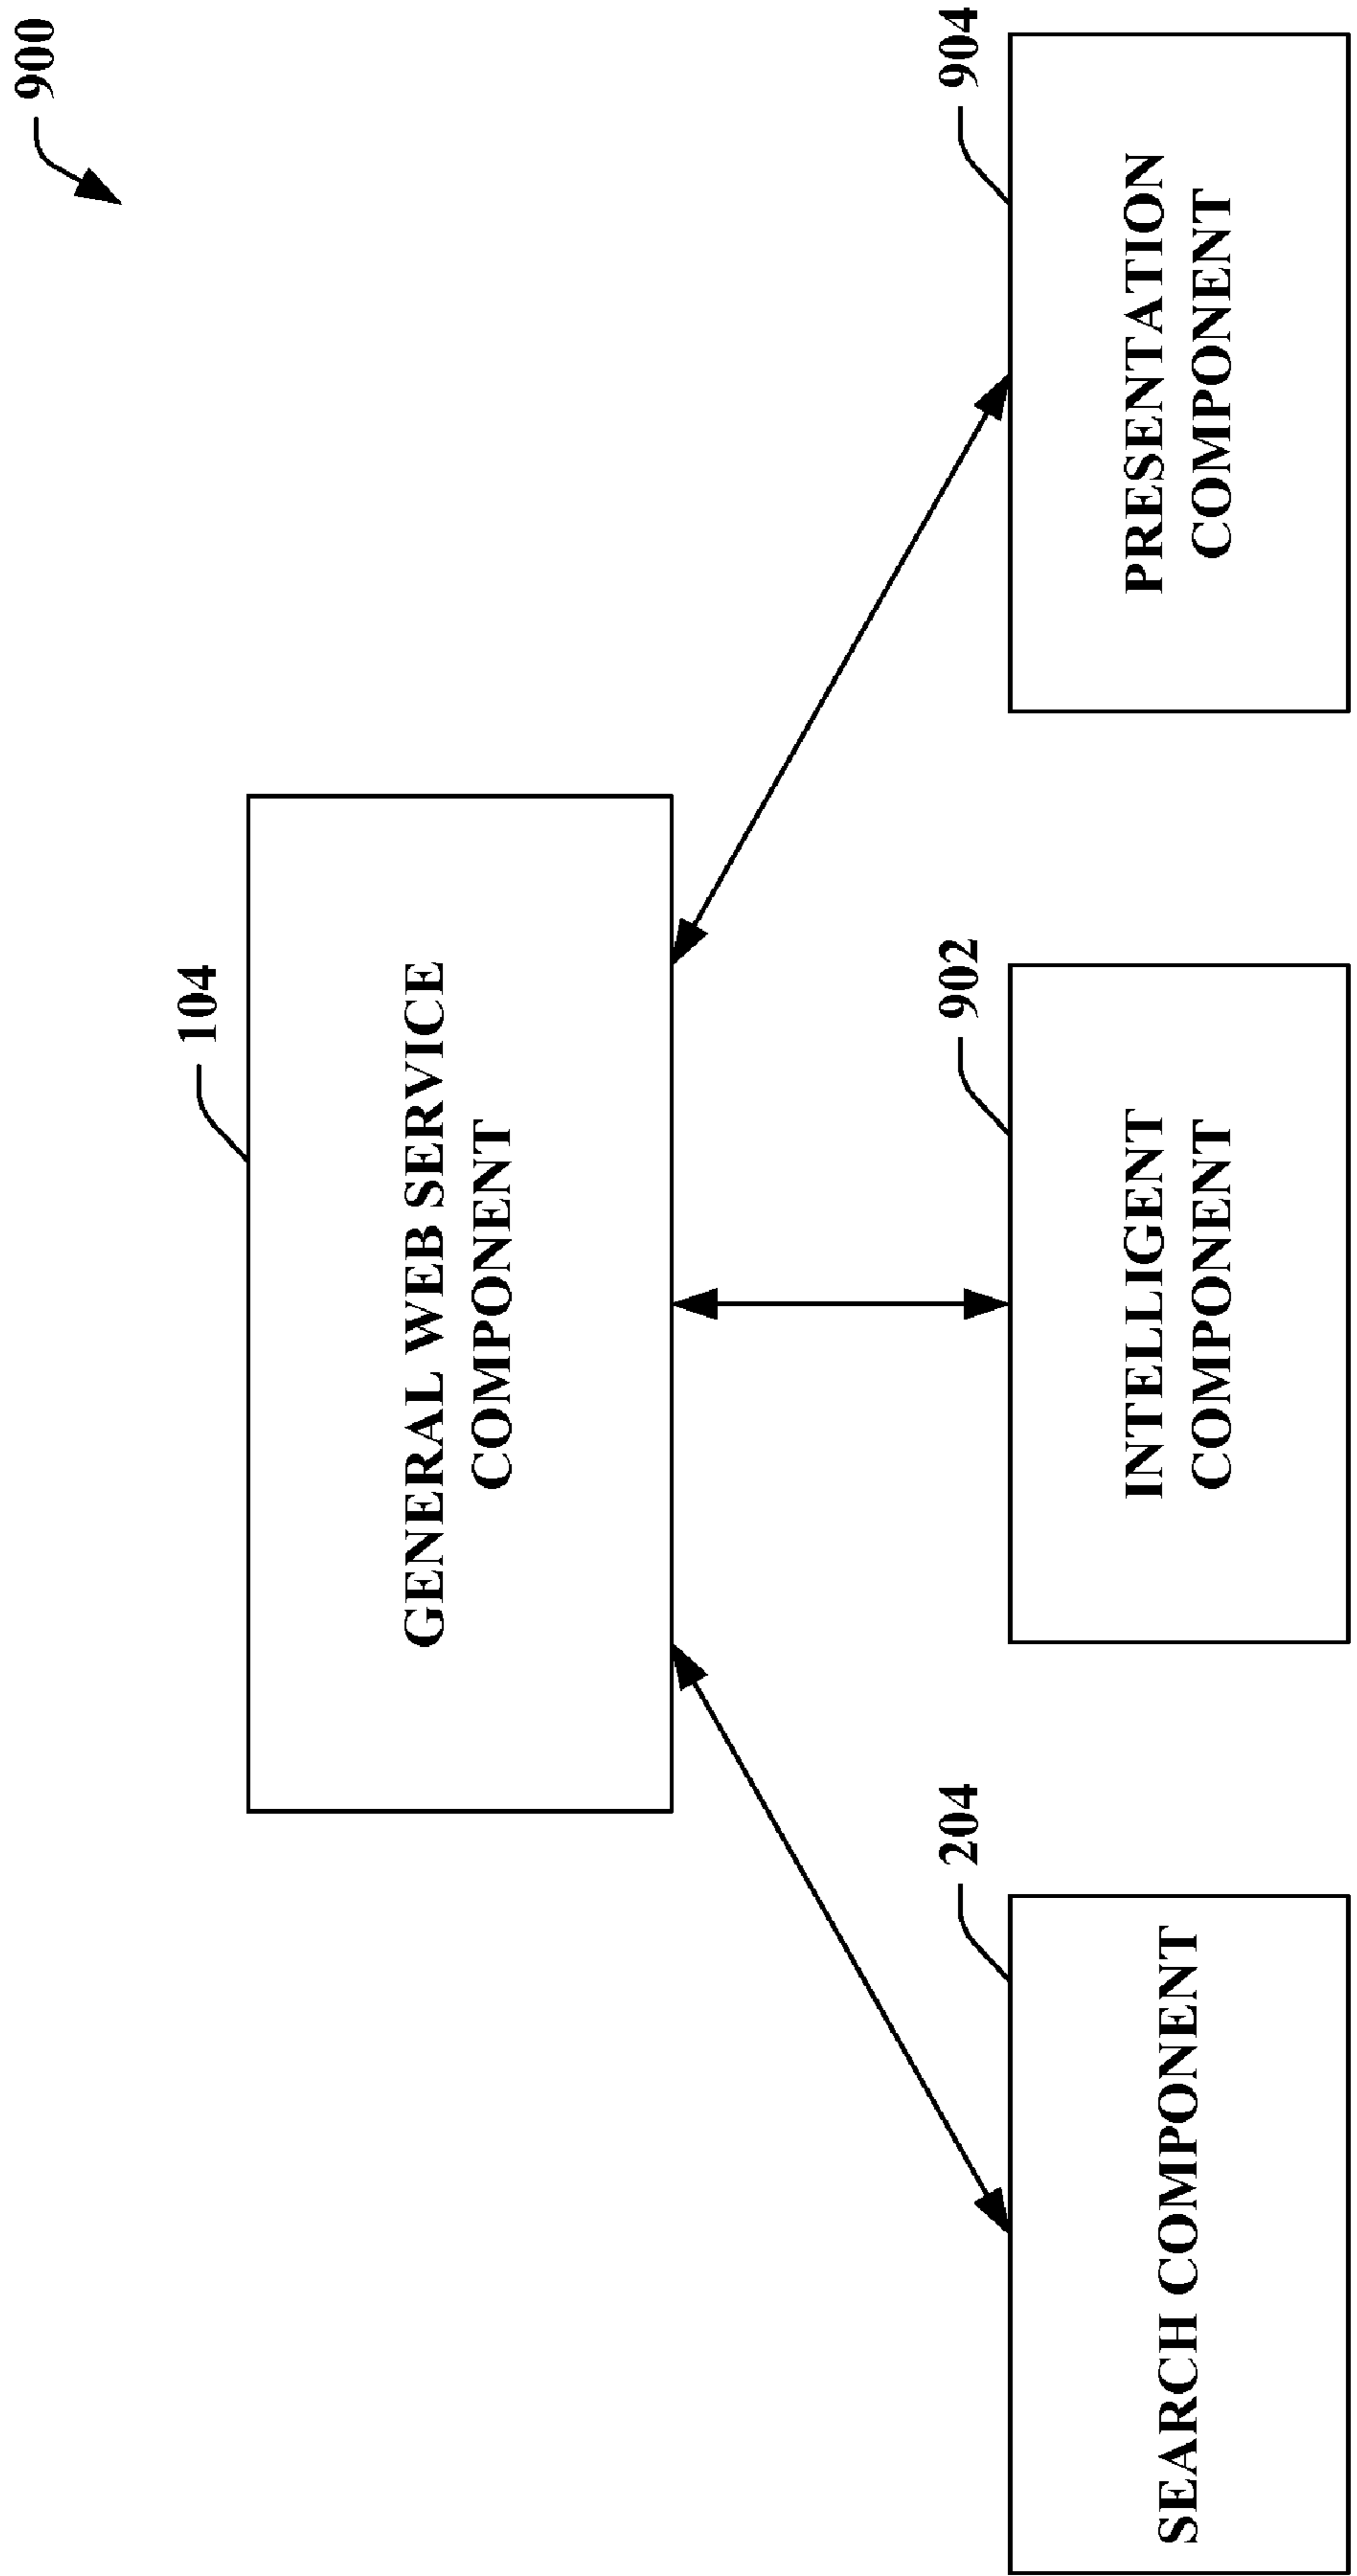 900
104
GENERAL WEB SERVICE
COMPONENT
204
SEARCH COMPONENT
902
INTELLIGENT
COMPONENT
904
PRESENTATION
COMPONENT